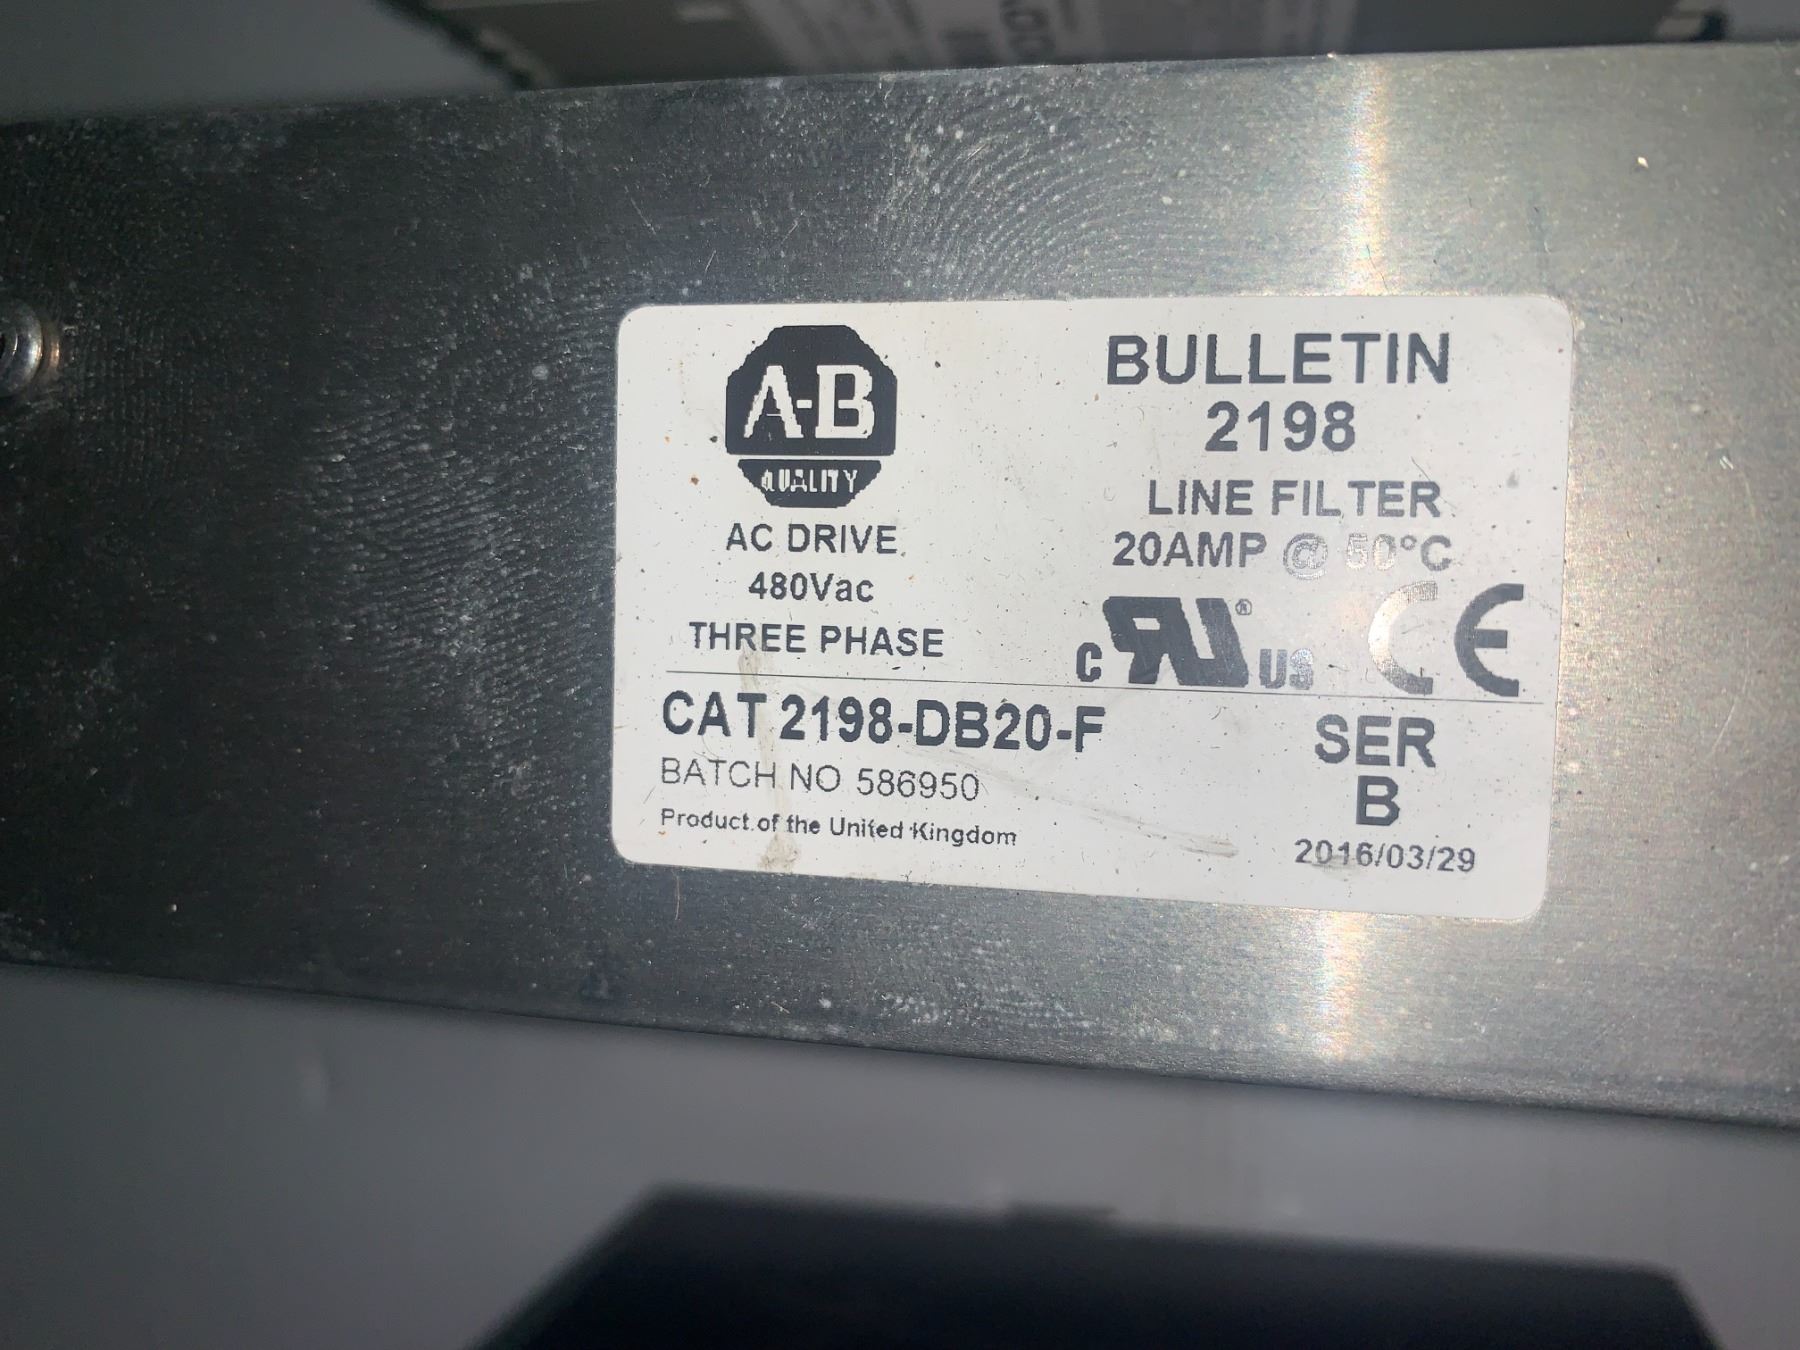 A-B
QUALITY
AC DRIVE
480Vac
THREE PHASE
BULLETIN
2198
LINE FILTER
20AMP @ 50°C
C RU® US CE
CAT 2198-DB20-F
BATCH NO 586950
Product of the United Kingdom
SER
B
2016/03/29